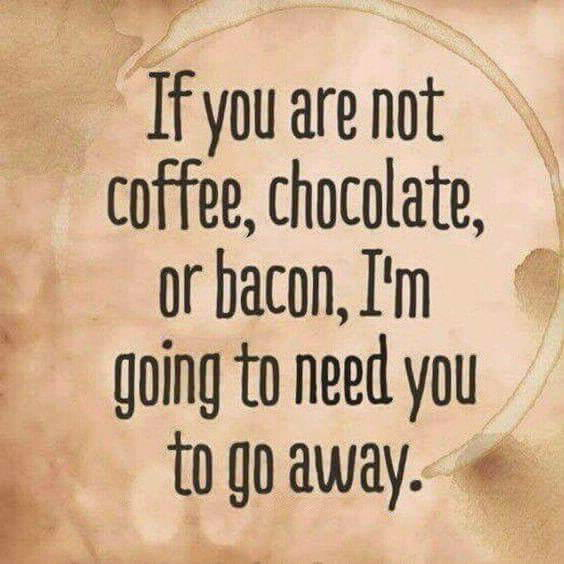 If you are not
coffee, chocolate,
or bacon, I'm
going to need you
to go away.